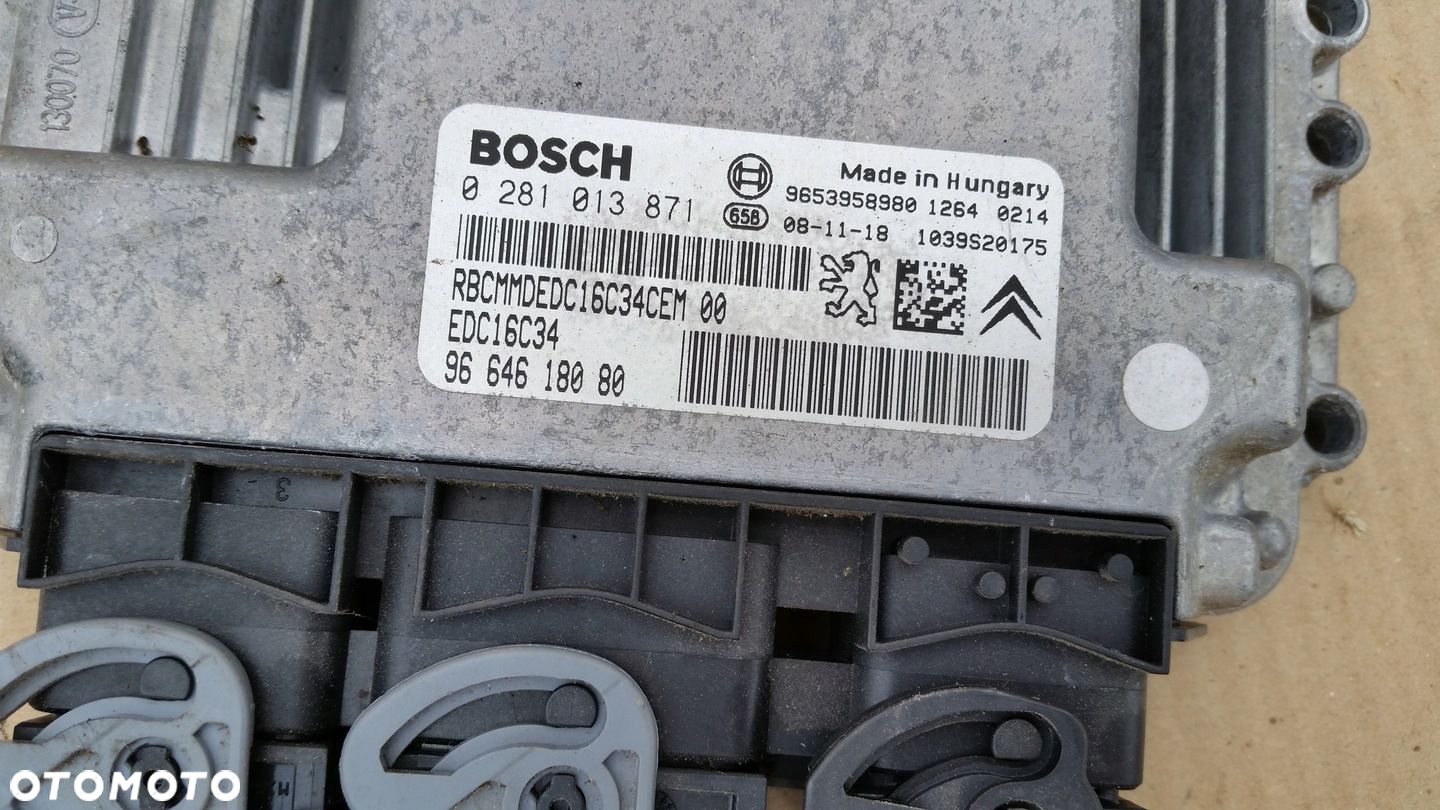 130070
BOSCH
Made in Hungary
0 281 013 871
9653958980 1264 0214
658
08-11-18 1039S20175
RBCMMDEDC16C34CEM 00
EDC16C34
96 646 180 80
3
OTOMOTO